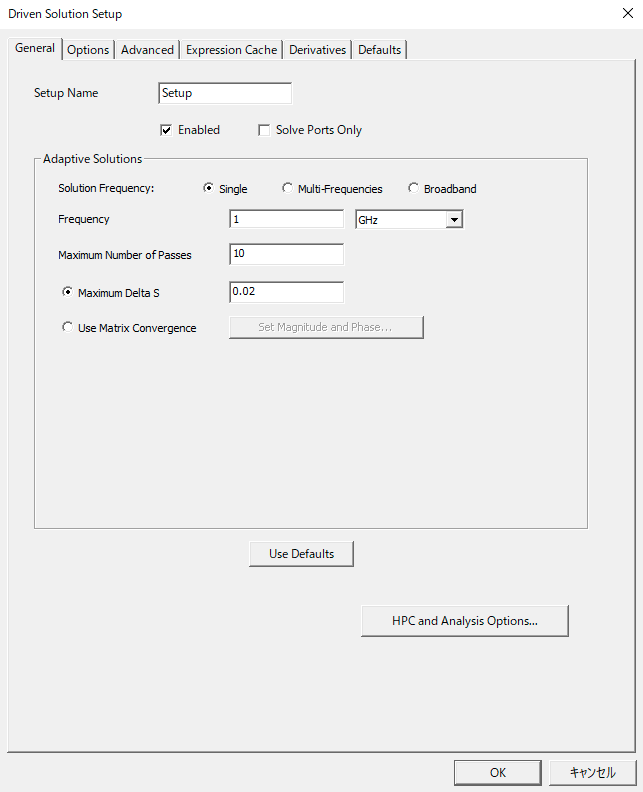 Driven Solution Setup
General Options Advanced Expression Cache Derivatives Defaults
Setup Name Setup
Enabled Solve Ports Only
Adaptive Solutions
Solution Frequency: Single Multi-Frequencies Broadband
Frequency 1 GHz
Maximum Number of Passes 10
Maximum Delta S 0.02
Use Matrix Convergence Set Magnitude and Phase...
Use Defaults
HPC and Analysis Options...
OK キャンセル